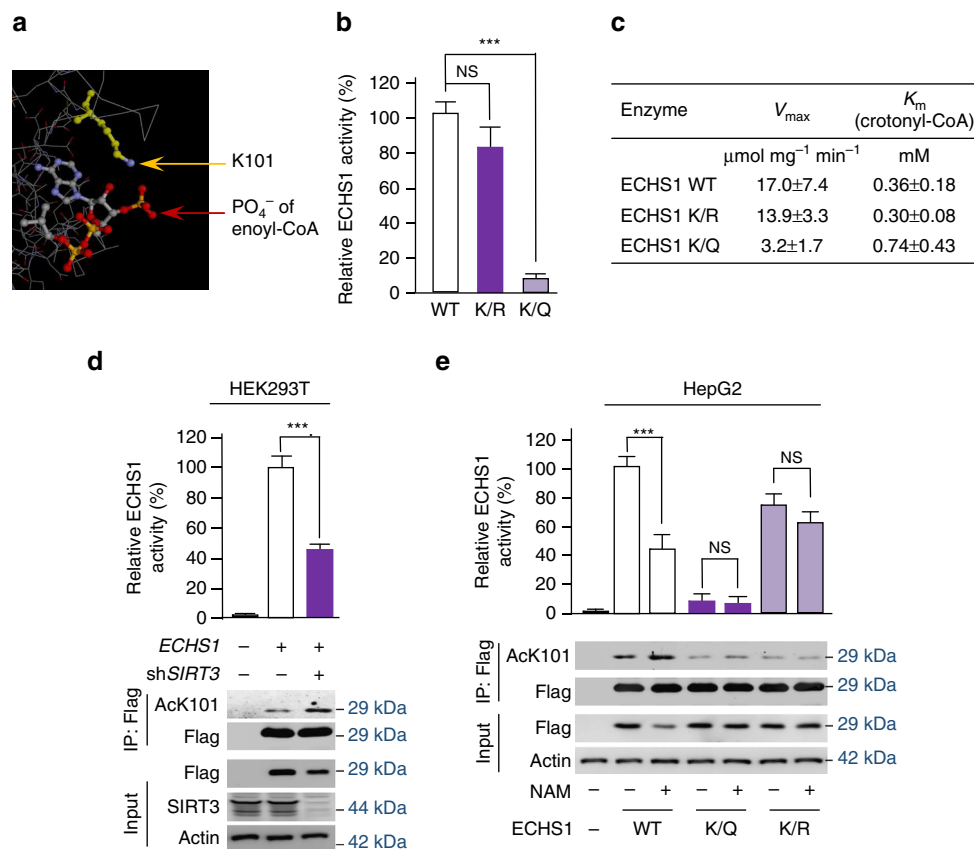 a
K101
PO4− of
enoyl-CoA
b
Relative ECHS1 activity (%)
120
100
80
60
40
20
0
***
NS
WT K/R K/Q
c
Enzyme Vmax Km
(crotonyl-CoA)
μmol mg−1 min−1 mM
ECHS1 WT 17.0±7.4 0.36±0.18
ECHS1 K/R 13.9±3.3 0.30±0.08
ECHS1 K/Q 3.2±1.7 0.74±0.43
d
HEK293T
Relative ECHS1
activity (%)
120
100
80
60
40
20
0
***
ECHS1 − + +
shSIRT3 − − +
IP: Flag
AcK101 29 kDa
Flag 29 kDa
Input
Flag 29 kDa
SIRT3 44 kDa
Actin 42 kDa
e
HepG2
Relative ECHS1
activity (%)
120
100
80
60
40
20
0
***
NS
NS
IP: Flag
AcK101 29 kDa
Flag 29 kDa
Input
Flag 29 kDa
Actin 42 kDa
NAM − − + − + − +
ECHS1 − WT K/Q K/R